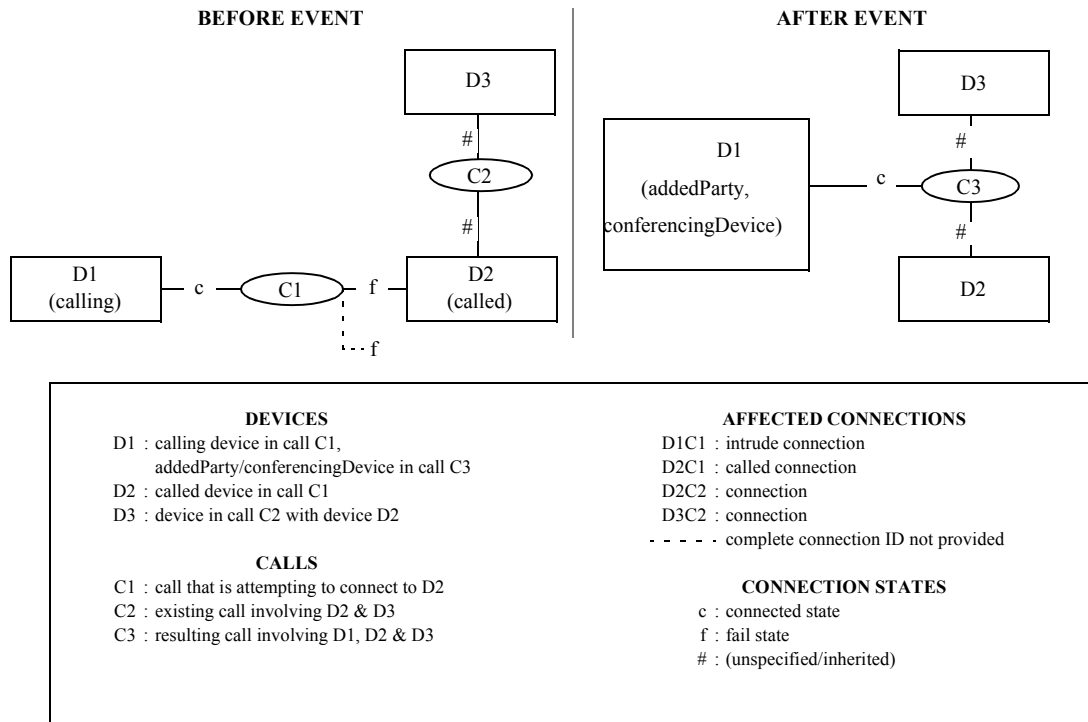 BEFORE EVENT
AFTER EVENT
D3
#
C2
#
D1
(calling)
c
C1
f
D2
(called)
f
D3
#
D1
(addedParty,
conferencingDevice)
c
C3
#
D2
DEVICES
D1 : calling device in call C1,
addedParty/conferencingDevice in call C3
D2 : called device in call C1
D3 : device in call C2 with device D2
CALLS
C1 : call that is attempting to connect to D2
C2 : existing call involving D2 & D3
C3 : resulting call involving D1, D2 & D3
AFFECTED CONNECTIONS
D1C1 : intrude connection
D2C1 : called connection
D2C2 : connection
D3C2 : connection
- - - - - complete connection ID not provided
CONNECTION STATES
c : connected state
f : fail state
# : (unspecified/inherited)